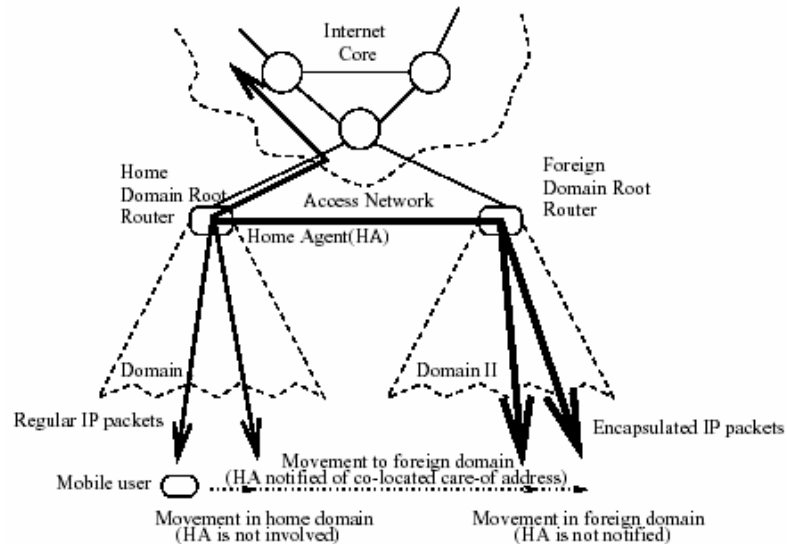 Internet
Core
Home
Domain Root
Router
Foreign
Domain Root
Router
Access Network
Home Agent(HA)
Domain
Domain II
Regular IP packets
Encapsulated IP packets
Movement to foreign domain
(HA notified of co-located care-of address)
Mobile user
Movement in home domain
(HA is not involved)
Movement in foreign domain
(HA is not notified)